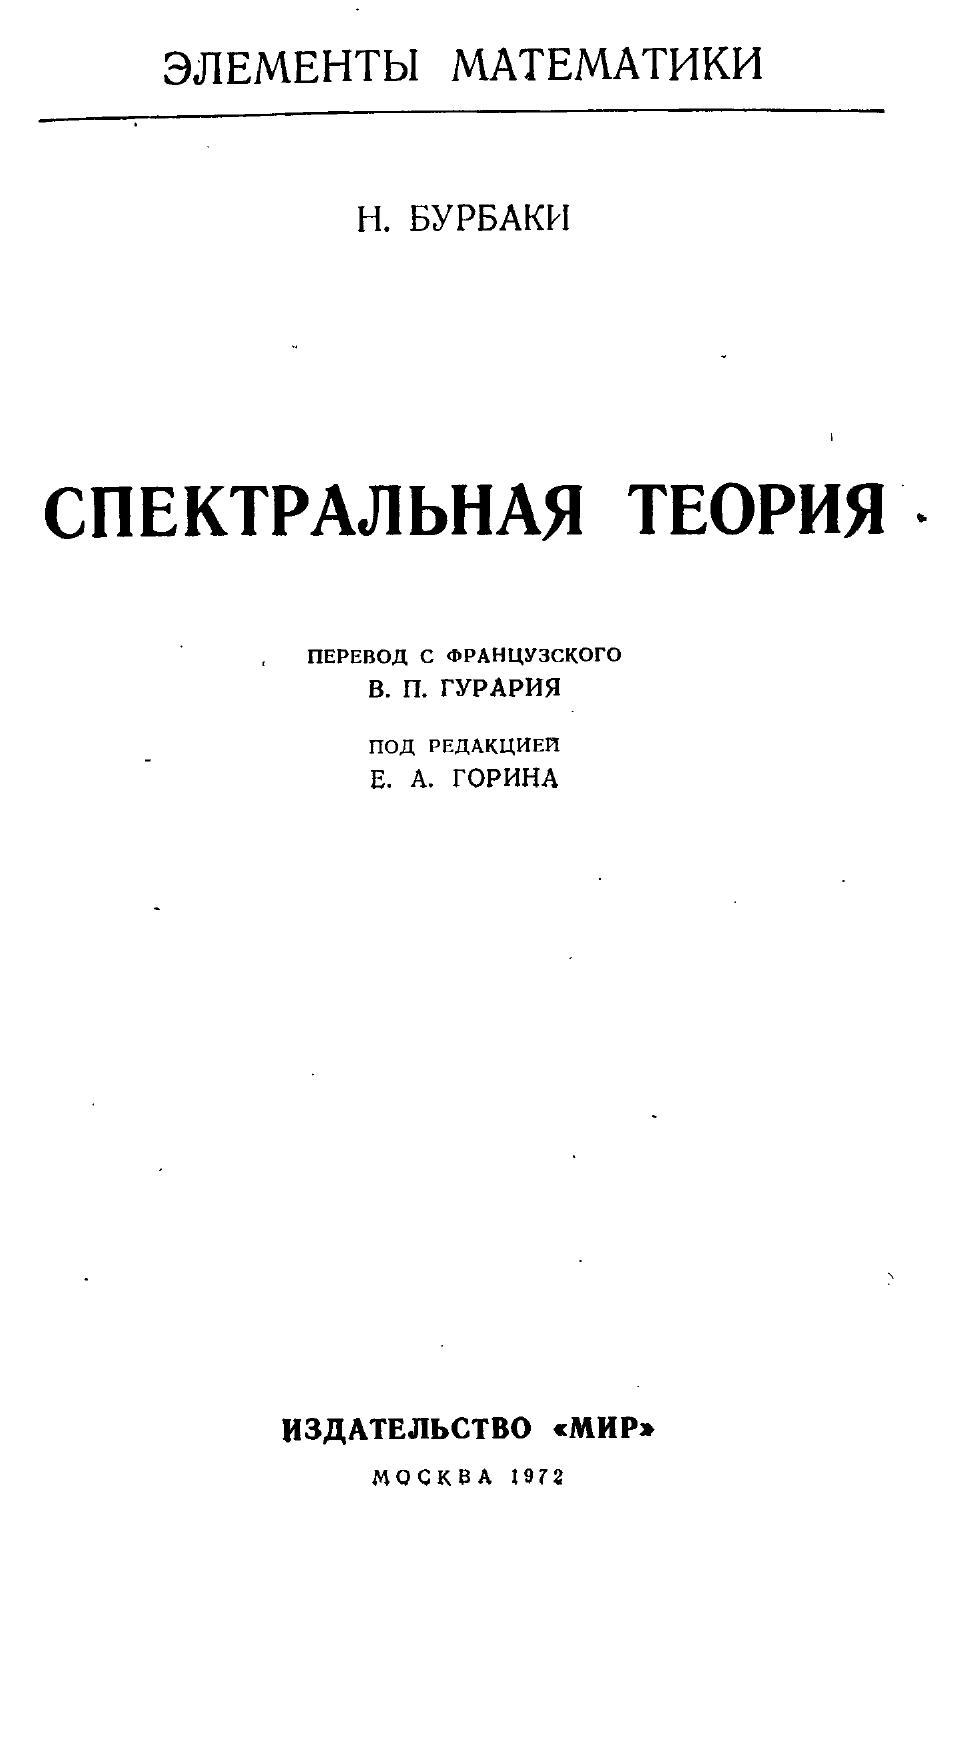 ЭЛЕМЕНТЫ МАТЕМАТИКИ
Н. БУРБАКИ
СПЕКТРАЛЬНАЯ ТЕОРИЯ
ПЕРЕВОД С ФРАНЦУЗСКОГО
В. П. ГУРАРИЯ
ПОД РЕДАКЦИЕЙ
Е. А. ГОРИНА
ИЗДАТЕЛЬСТВО «МИР»
МОСКВА 1972